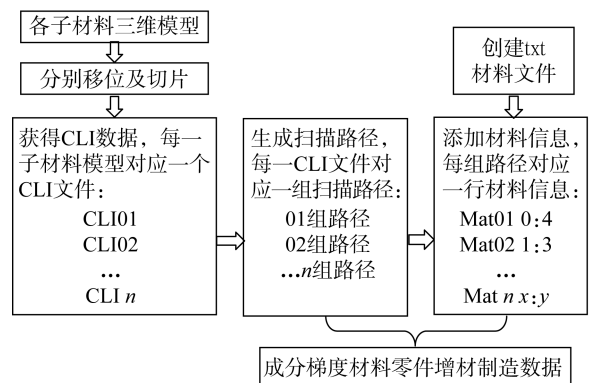 各子材料三维模型
分别移位及切片
获得CLI数据，每一
子材料模型对应一个
CLI文件：
CLI01
CLI02
…
CLI n
生成扫描路径，
每一CLI文件对
应一组扫描路径：
01组路径
02组路径
…n组路径
创建txt
材料文件
添加材料信息，
每组路径对应
一行材料信息：
Mat01 0:4
Mat02 1:3
…
Mat n x:y
成分梯度材料零件增材制造数据